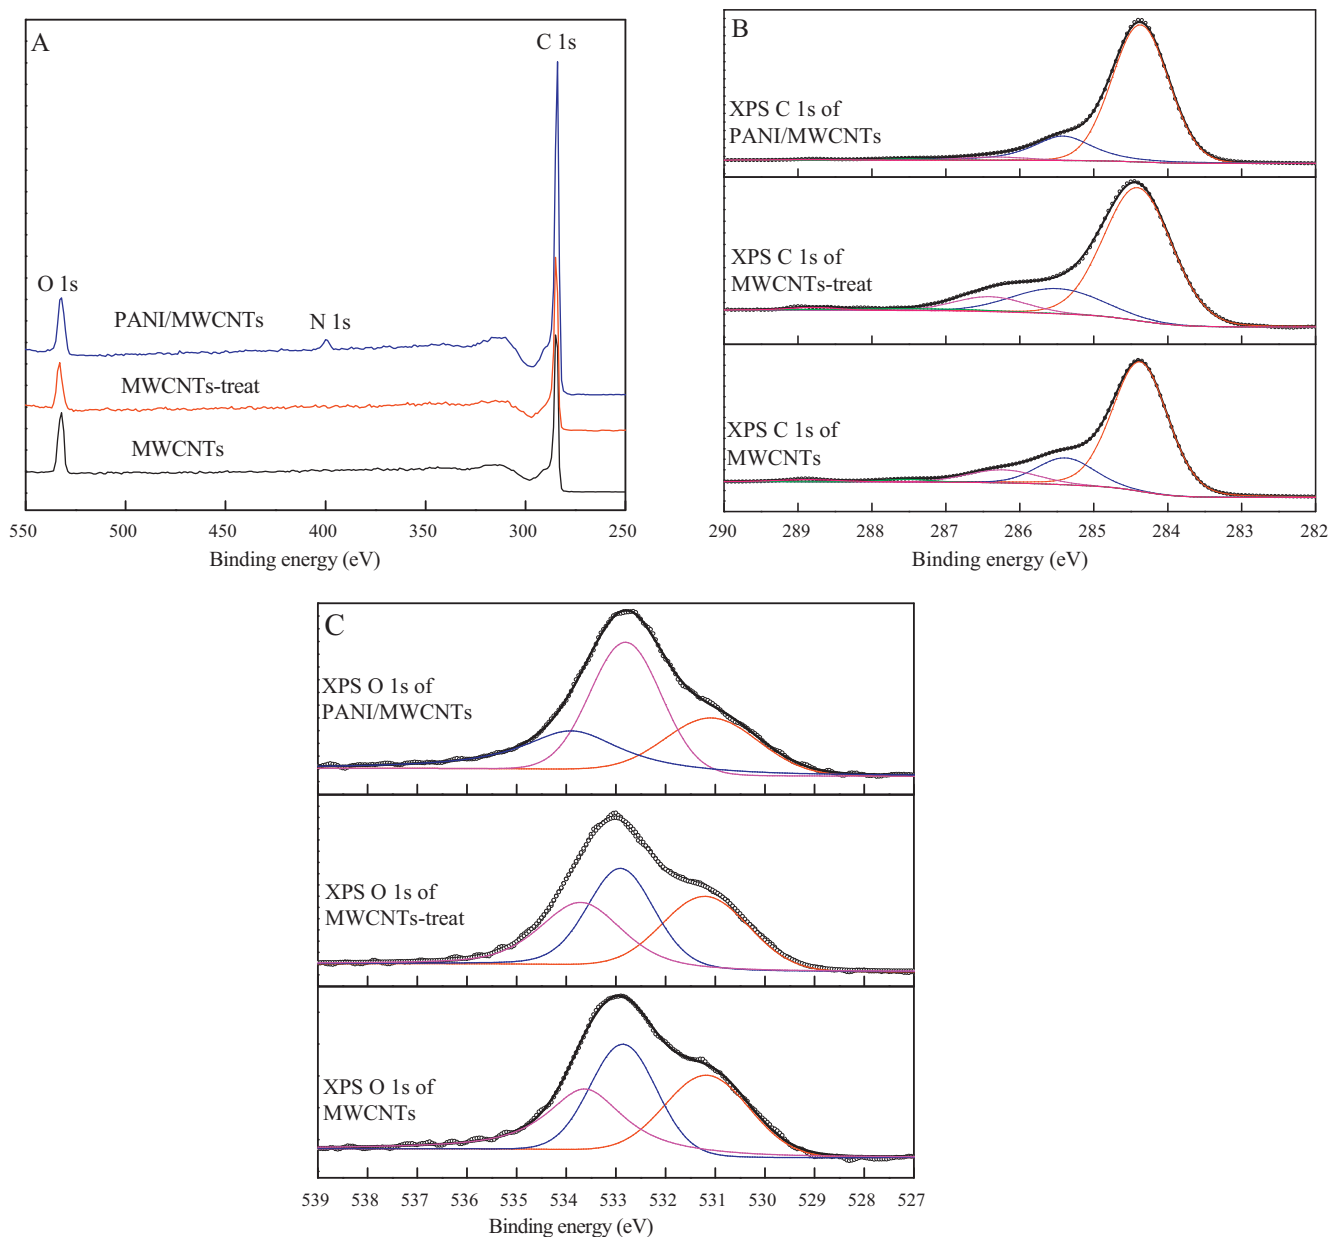 A
C 1s
O 1s
PANI/MWCNTs
N 1s
MWCNTs-treat
MWCNTs
550 500 450 400 350 300 250
Binding energy (eV)
B
XPS C 1s of
PANI/MWCNTs
XPS C 1s of
MWCNTs-treat
XPS C 1s of
MWCNTs
290 289 288 287 286 285 284 283 282
Binding energy (eV)
C
XPS O 1s of
PANI/MWCNTs
XPS O 1s of
MWCNTs-treat
XPS O 1s of
MWCNTs
539 538 537 536 535 534 533 532 531 530 529 528 527
Binding energy (eV)